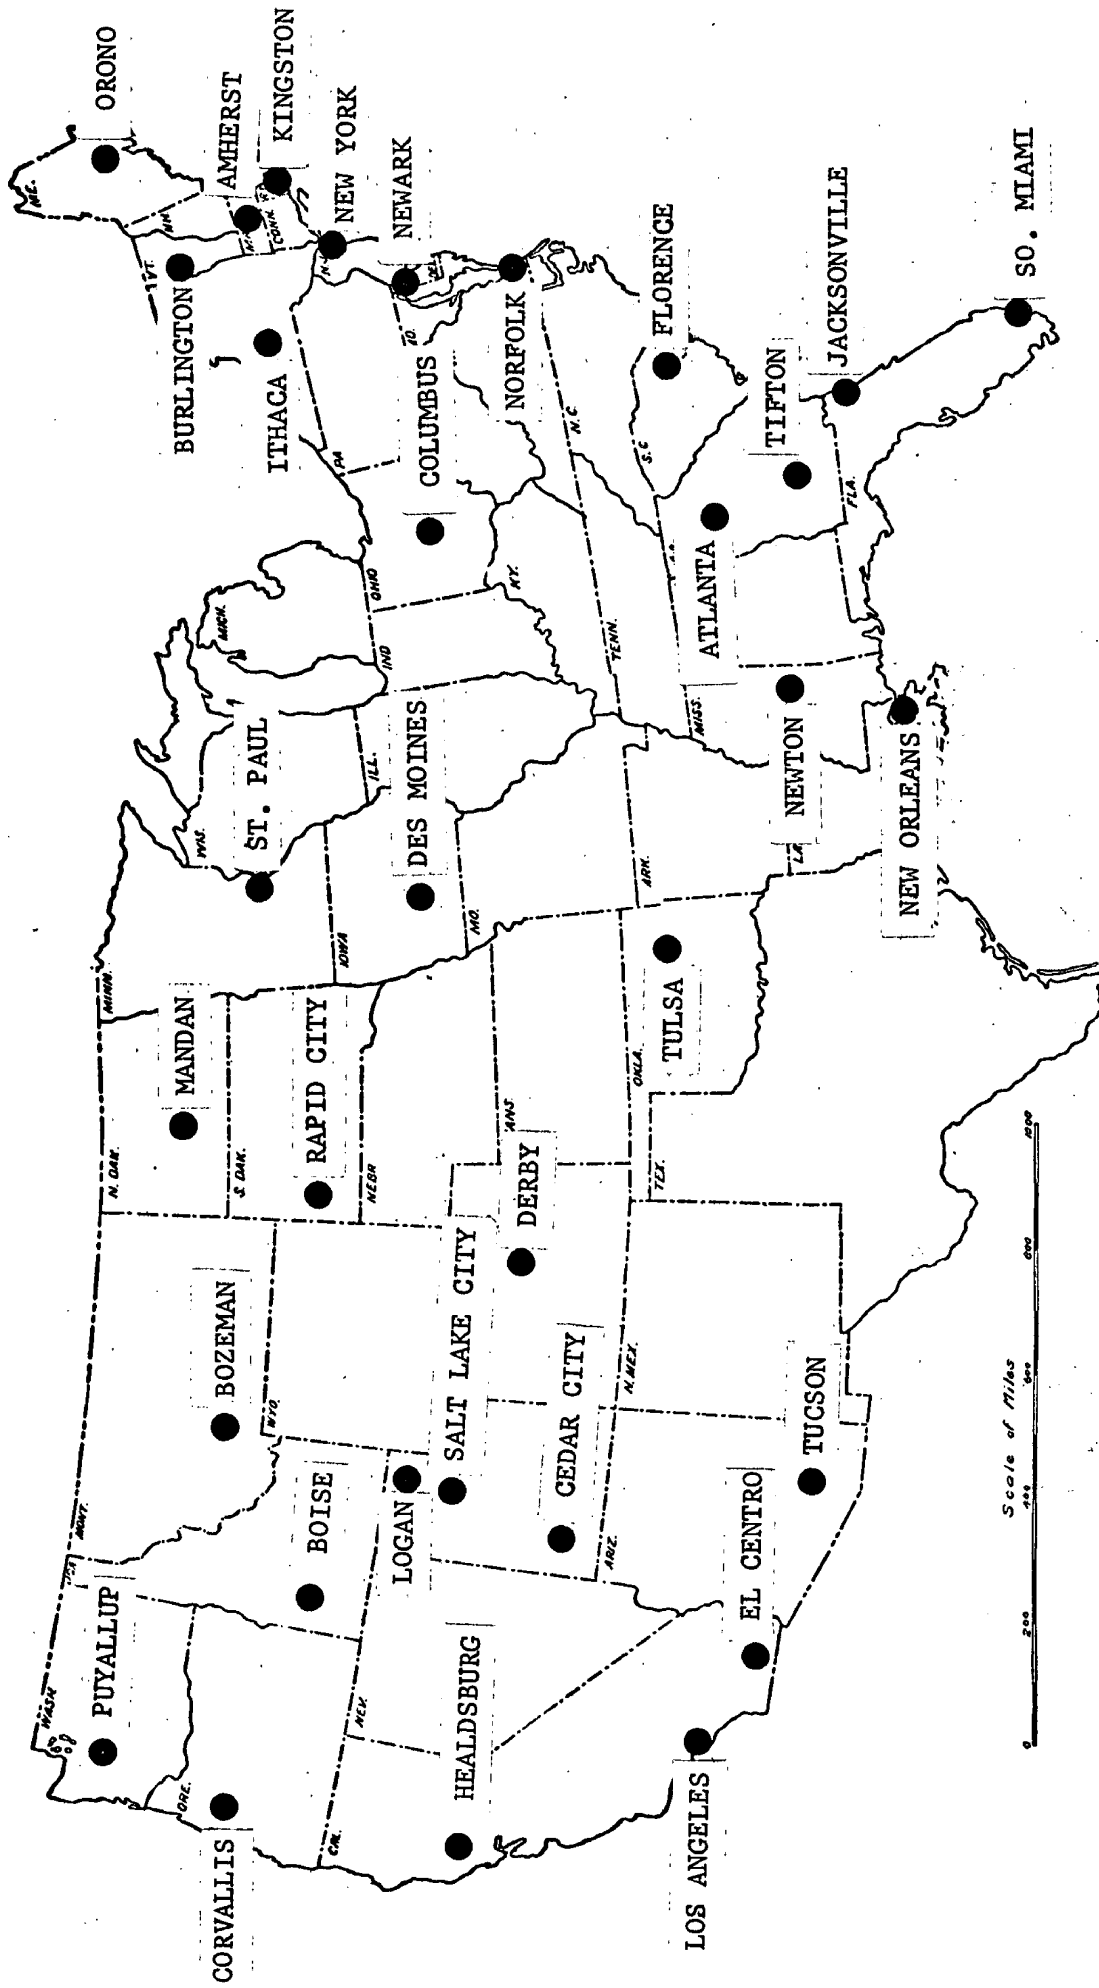 PUYALLUP
CORVALLIS
BOISE
BOZEMAN
MANDAN
RAPID CITY
ST. PAUL
DES MOINES
BURLINGTON
ITHACA
ORONO
AMHERST
KINGSTON
NEW YORK
NEWARK
COLUMBUS
NORFOLK
LOGAN
SALT LAKE CITY
HEALDSBURG
CEDAR CITY
DERBY
TULSA
FLORENCE
ATLANTA
TIFTON
JACKSONVILLE
SO. MIAMI
NEWTON
NEW ORLEANS
LOS ANGELES
EL CENTRO
TUCSON
WASH
ORE.
CAL.
NEV.
MONT.
WYO.
N. DAK.
S. DAK.
NEBR
MINN.
IOWA
WIS.
MICH.
ILL.
IND
OHIO
PA
VT.
ME.
CONN.
KY.
TENN.
N.C
S.C
MO.
ARK.
MISS.
FLA.
OKLA.
TEX.
N.MEX.
ARIZ.
Scale of Miles
0 200 400 600 800 1000